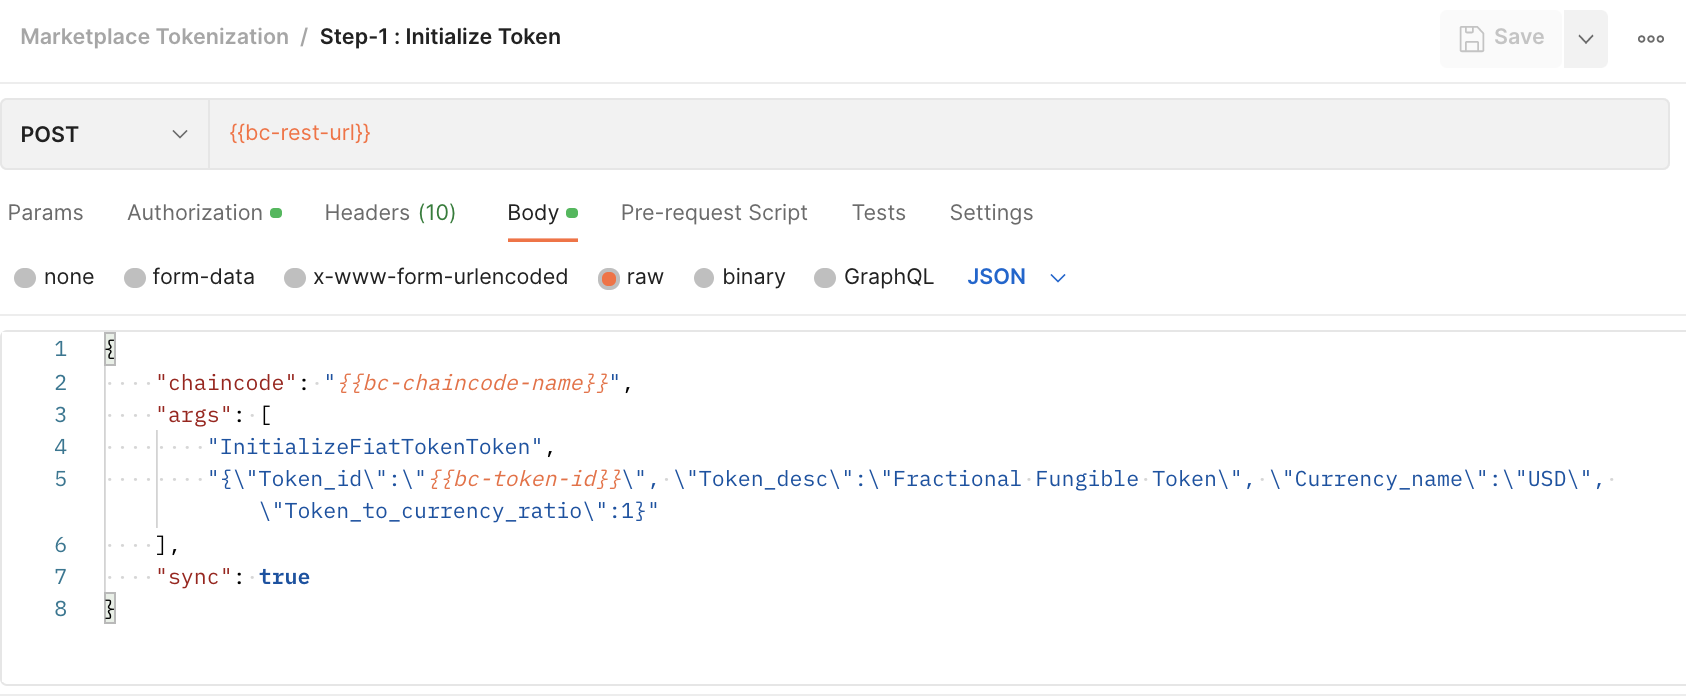 Marketplace Tokenization / Step-1 : Initialize Token
Save
POST {{bc-rest-url}}
Params Authorization Headers (10) Body Pre-request Script Tests Settings
none form-data x-www-form-urlencoded raw binary GraphQL JSON
1 {
2 "chaincode": "{{bc-chaincode-name}}",
3 "args": [
4 "InitializeFiatTokenToken",
5 "{\"Token_id\":\"{{bc-token-id}}\", \"Token_desc\":\"Fractional Fungible Token\", \"Currency_name\":\"USD\",
\"Token_to_currency_ratio\":1}"
6 ],
7 "sync": true
8 }